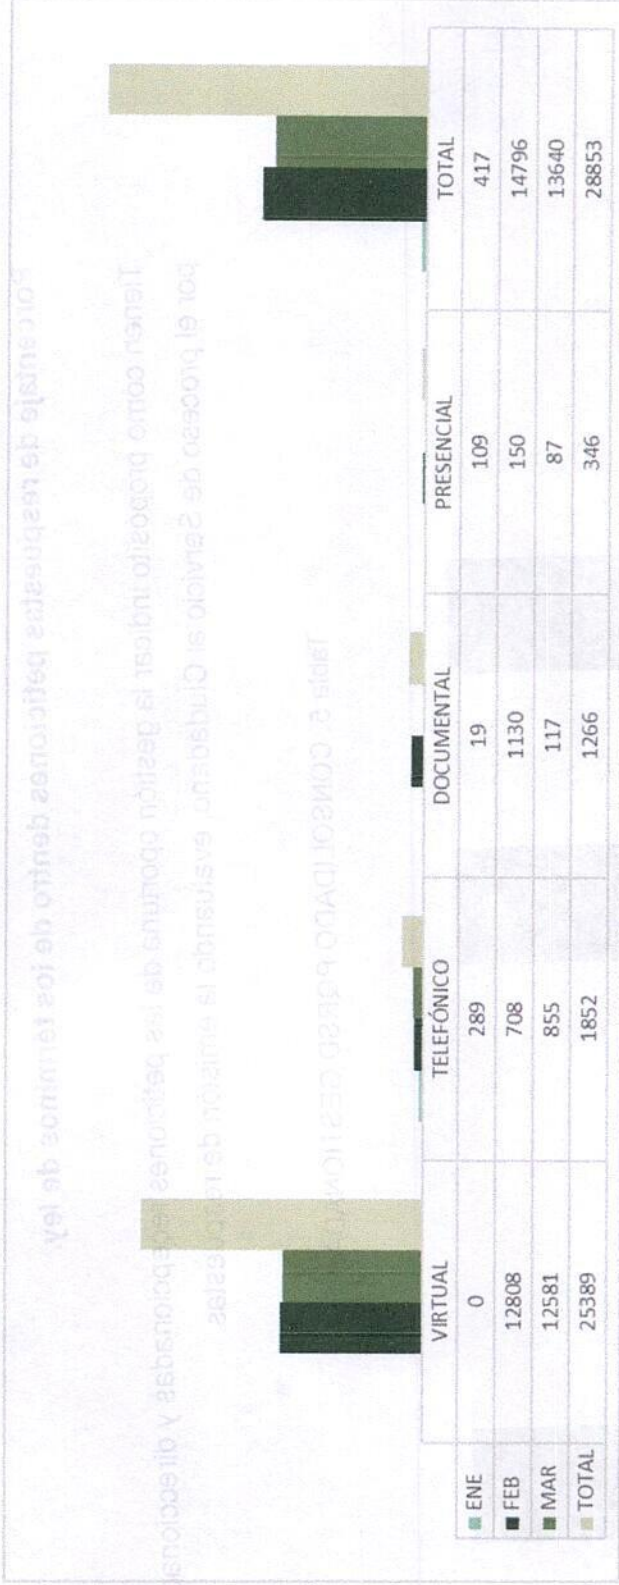 VIRTUAL TELEFÓNICO DOCUMENTAL PRESENCIAL TOTAL
ENE 0 289 19 109 417
FEB 12808 708 1130 150 14796
MAR 12581 855 117 87 13640
TOTAL 25389 1852 1266 346 28853
Porcentaje de respuestas peticiones dentro de los términos de ley
Tienen como propósito indicar la gestión oportuna de las peticiones recepcionadas y direccionadas
por el proceso de Servicio al Ciudadano, evaluando la emisión de respuestas
Tabla 5. CONSOLIDADO PQRSD GESTIONADAS